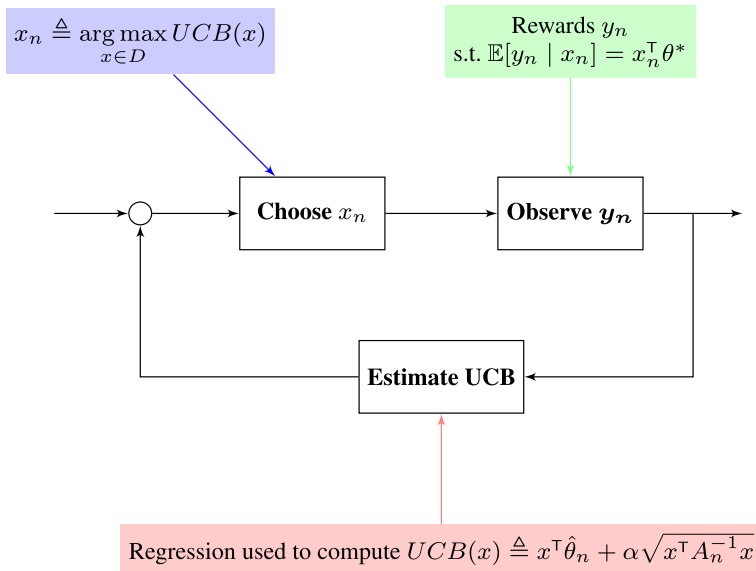 x_n ≜ arg max UCB(x)
x∈D
Rewards y_n
s.t. 𝔼[y_n | x_n] = x_n^⊺ θ*
Choose x_n
Observe y_n
Estimate UCB
Regression used to compute UCB(x) ≜ x^⊺ θ̂_n + α√(x^⊺ A_n^{-1} x)